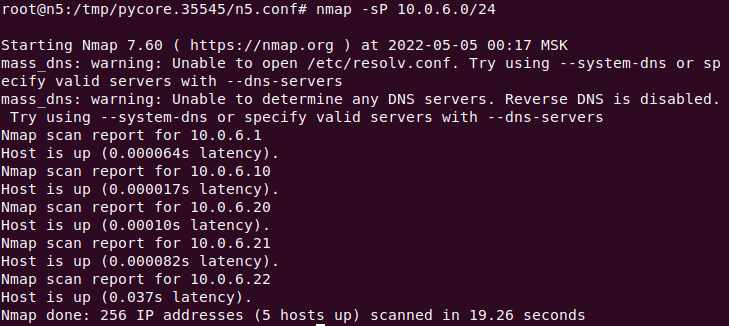 root@n5:/tmp/pycore.35545/n5.conf# nmap -sP 10.0.6.0/24
Starting Nmap 7.60 ( https://nmap.org ) at 2022-05-05 00:17 MSK
mass_dns: warning: Unable to open /etc/resolv.conf. Try using --system-dns or sp
ecify valid servers with --dns-servers
mass_dns: warning: Unable to determine any DNS servers. Reverse DNS is disabled.
 Try using --system-dns or specify valid servers with --dns-servers
Nmap scan report for 10.0.6.1
Host is up (0.000064s latency).
Nmap scan report for 10.0.6.10
Host is up (0.000017s latency).
Nmap scan report for 10.0.6.20
Host is up (0.00010s latency).
Nmap scan report for 10.0.6.21
Host is up (0.000082s latency).
Nmap scan report for 10.0.6.22
Host is up (0.037s latency).
Nmap done: 256 IP addresses (5 hosts up) scanned in 19.26 seconds